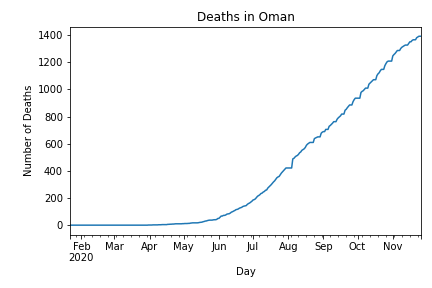 Deaths in Oman
Number of Deaths
1400
1200
1000
800
600
400
200
0
Feb Mar Apr May Jun Jul Aug Sep Oct Nov
2020
Day